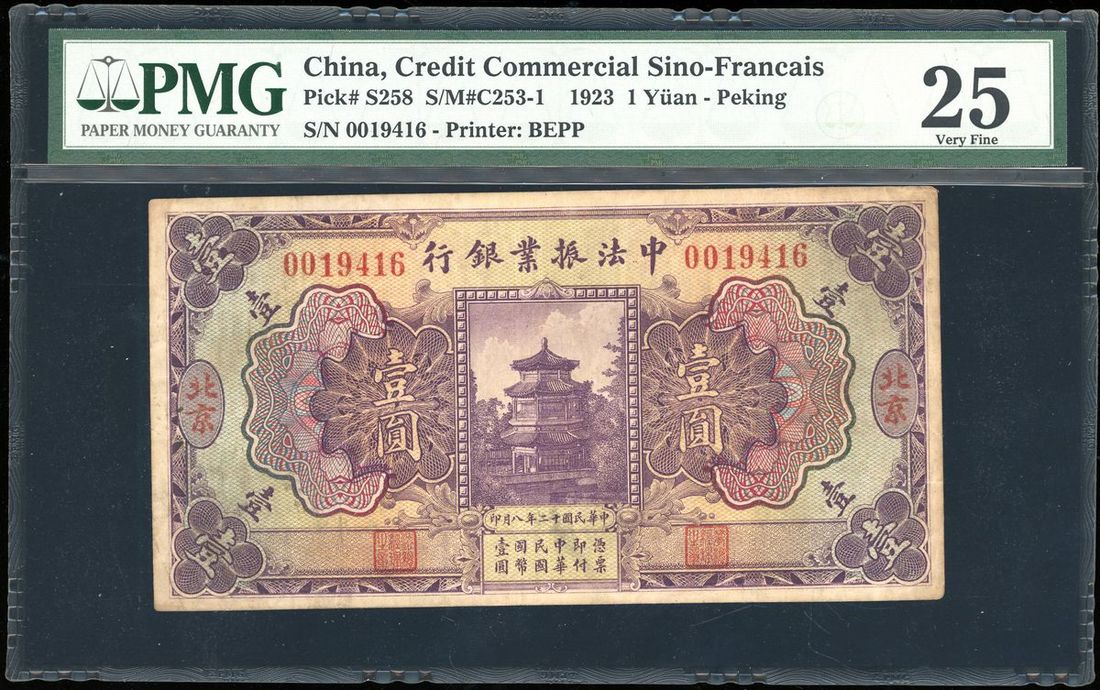 PMG
PAPER MONEY GUARANTY
China, Credit Commercial Sino-Francais
Pick# S258 S/M#C253-1 1923 1 Yüan - Peking
S/N 0019416 - Printer: BEPP
25
Very Fine
行銀業振法中
0019416
0019416
壹
壹
壹
壹
壹
壹
圓
壹
圓
北京
北京
壹
壹
印月八年二十國民華中
憑票
即付
中華
民國
國幣
壹圓